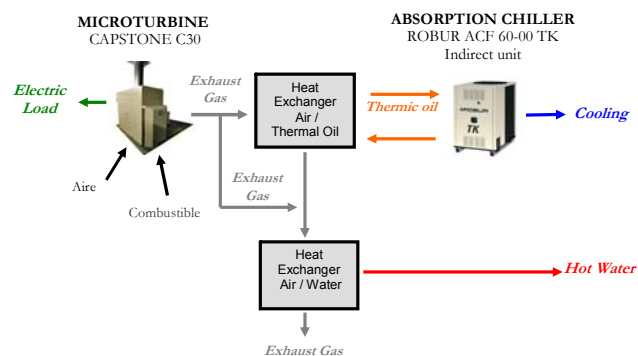 MICROTURBINE
CAPSTONE C30
ABSORPTION CHILLER
ROBUR ACF 60-00 TK
Indirect unit
Electric
Load
Exhaust
Gas
Heat
Exchanger
Air /
Thermal Oil
Thermic oil
ROBUR
TK
Cooling
Aire
Combustible
Exhaust
Gas
Heat
Exchanger
Air / Water
Hot Water
Exhaust Gas